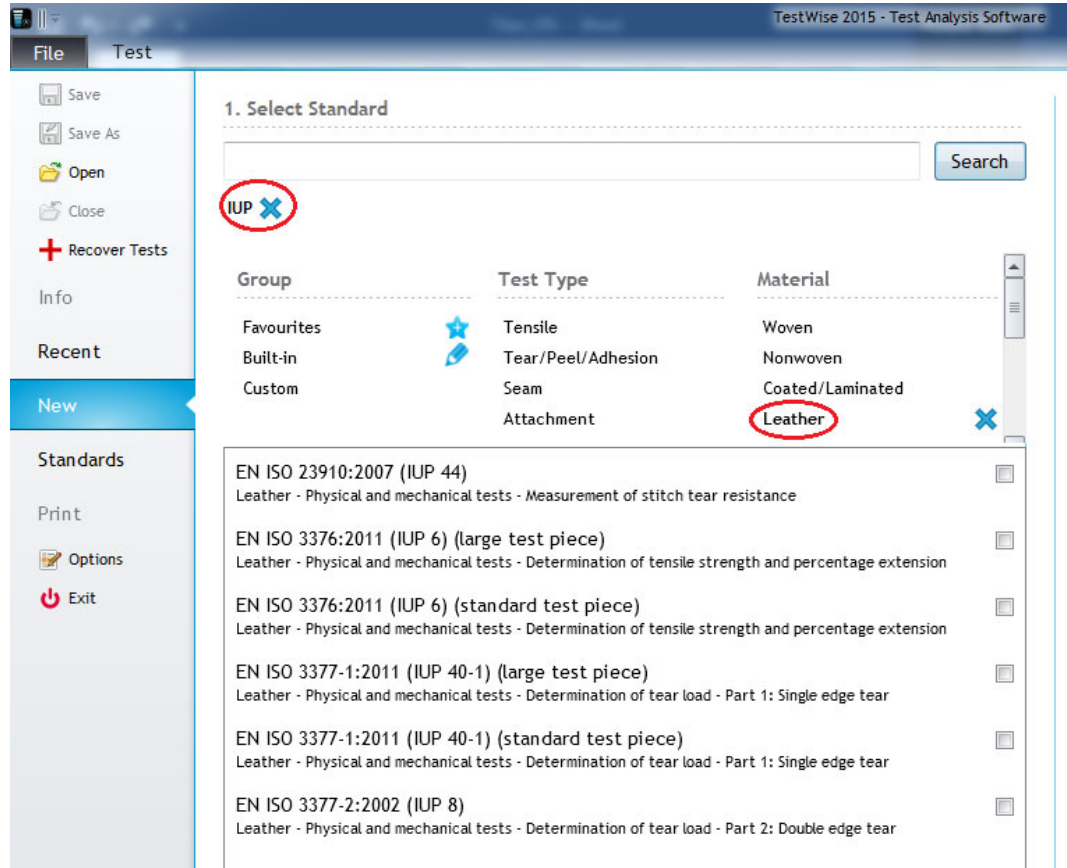 TestWise 2015 - Test Analysis Software
File Test
Save
Save As
Open
Close
Recover Tests
Info
Recent
New
Standards
Print
Options
Exit
1. Select Standard
Search
IUP
Group Test Type Material
Favourites Tensile Woven
Built-in Tear/Peel/Adhesion Nonwoven
Custom Seam Coated/Laminated
Attachment Leather
EN ISO 23910:2007 (IUP 44)
Leather - Physical and mechanical tests - Measurement of stitch tear resistance
EN ISO 3376:2011 (IUP 6) (large test piece)
Leather - Physical and mechanical tests - Determination of tensile strength and percentage extension
EN ISO 3376:2011 (IUP 6) (standard test piece)
Leather - Physical and mechanical tests - Determination of tensile strength and percentage extension
EN ISO 3377-1:2011 (IUP 40-1) (large test piece)
Leather - Physical and mechanical tests - Determination of tear load - Part 1: Single edge tear
EN ISO 3377-1:2011 (IUP 40-1) (standard test piece)
Leather - Physical and mechanical tests - Determination of tear load - Part 1: Single edge tear
EN ISO 3377-2:2002 (IUP 8)
Leather - Physical and mechanical tests - Determination of tear load - Part 2: Double edge tear